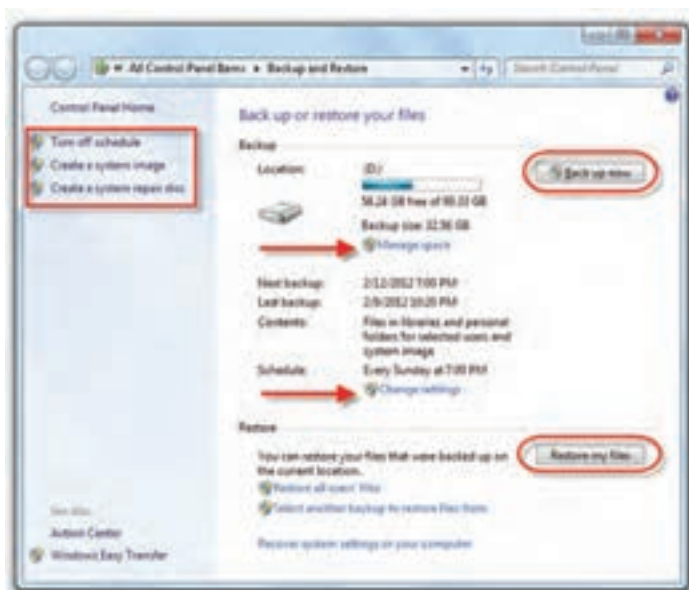 All Control Panel Items ▸ Backup and Restore
Search Control Panel
Control Panel Home
Turn off schedule
Create a system image
Create a system repair disc
Back up or restore your files
Backup
Location:
(D:)
GB free of GB
Backup size: 32.96 GB
Manage space
Back up now
Next backup:
2/12/2012 7:00 PM
Last backup:
2/9/2012 10:20 PM
Contents:
Files in libraries and personal
folders for selected users and
system image
Schedule:
Every Sunday at 7:00 PM
Change settings
Restore
You can restore your files that were backed up on
the current location.
Restore my files
Restore all users' files
Select another backup to restore files from
Recover system settings or your computer
See also
Action Center
Windows Easy Transfer